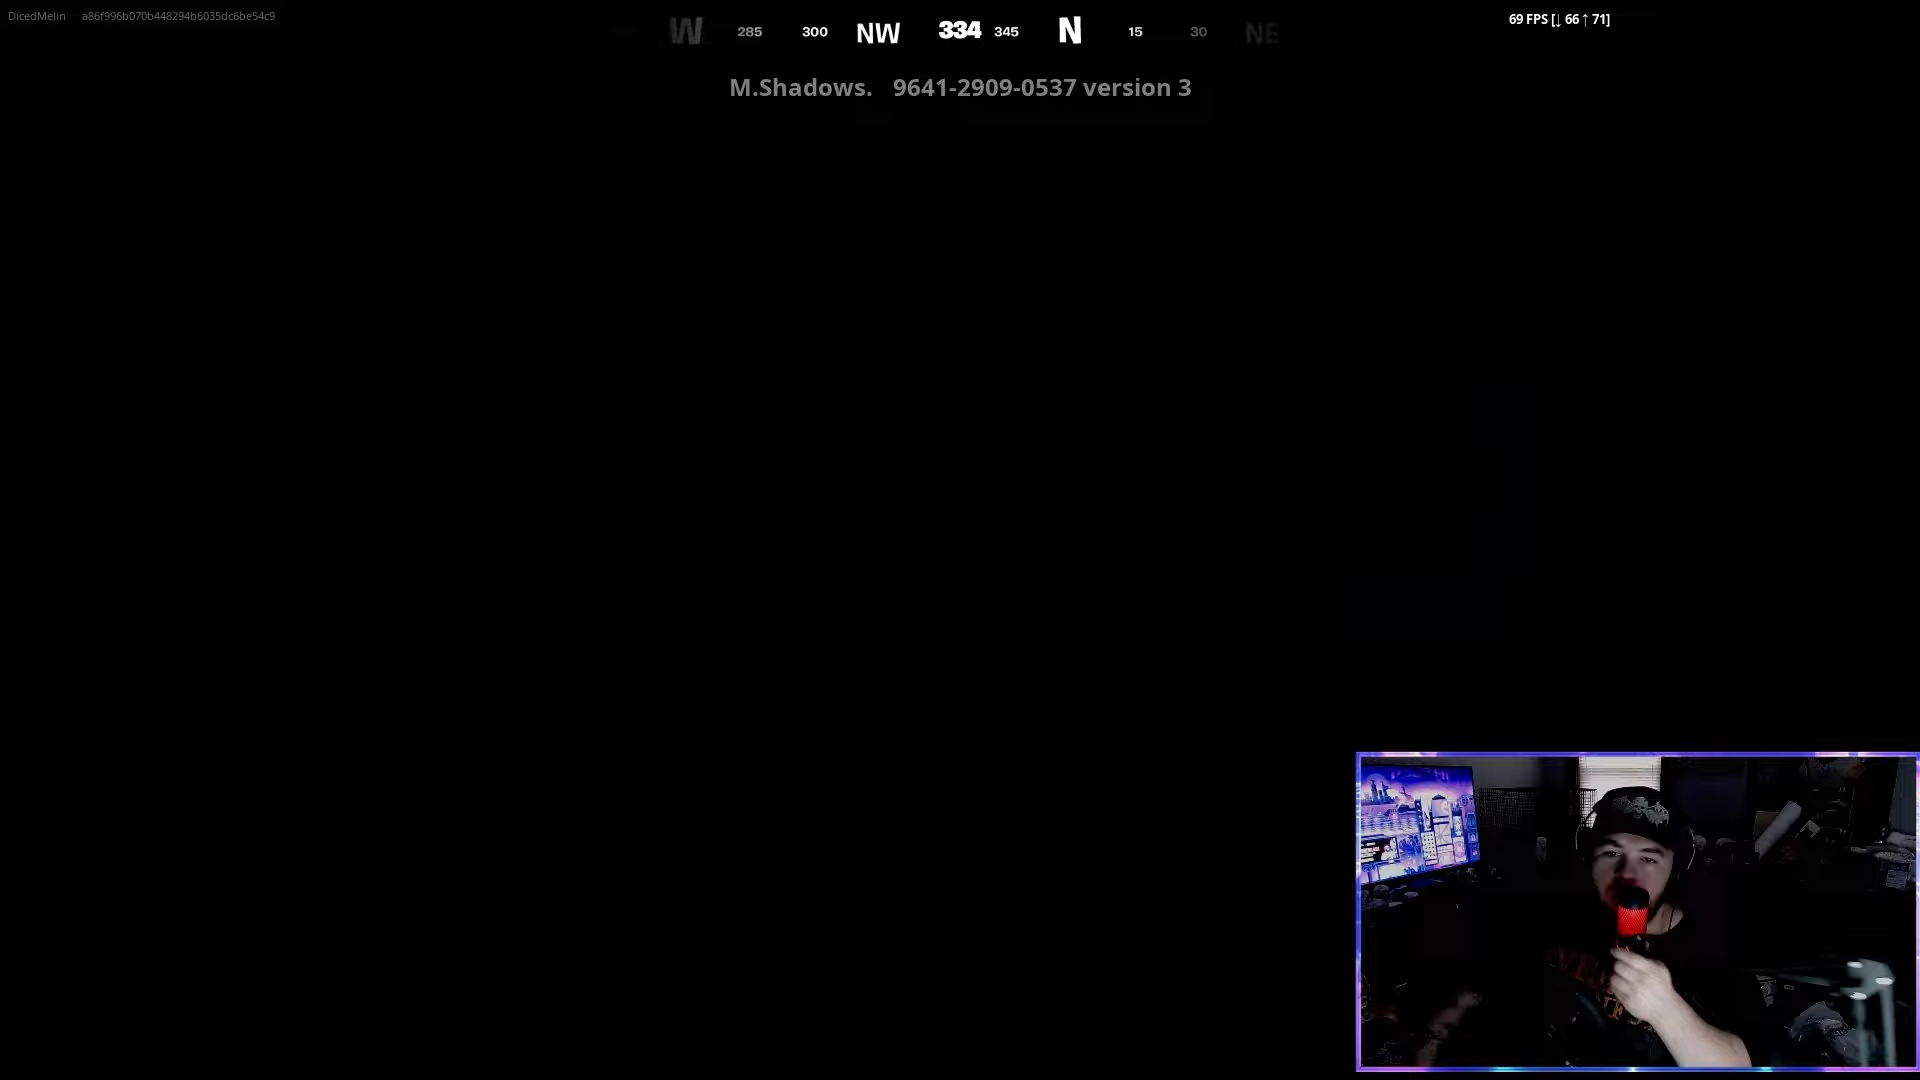 DicedMelin a86f996b070b448294b6035dc6be54c9
W 285 300 NW 334 345 N 15 30 NE
69 FPS [↓ 66 ↑ 71]
M.Shadows. 9641-2909-0537 version 3